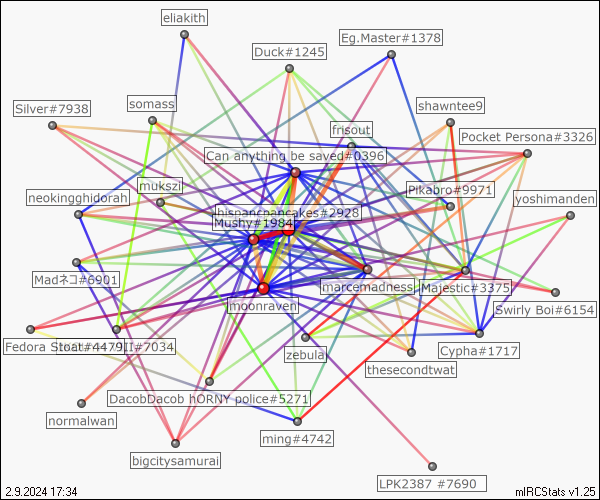 eliakith
Eg.Master#1378
Duck#1245
Silver#7938
somass
shawntee9
frisout
Pocket Persona#3326
Can anything be saved#0396
mukszil
Pikabro#9971
neokingghidorah
yoshimanden
hispancpancakes#2928
Mushy#1984
Madネコ#6901
marcemadness
Majestic#3375
moonraven
Swirly Boi#6154
Fedora Stoat#4479
II#7034
zebula
Cypha#1717
thesecondtwat
DacobDacob hORNY police#5271
normalwan
ming#4742
bigcitysamurai
LPK2387 #7690
2.9.2024 17:34
mIRCStats v1.25